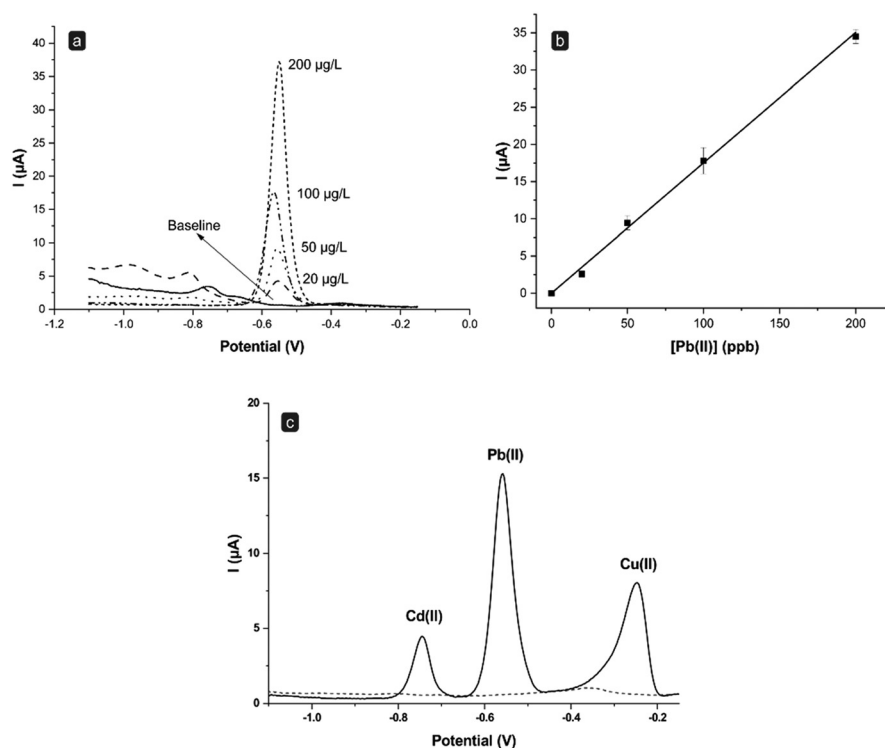 a
40
35
30
25
20
15
10
5
0
I (µA)
200 µg/L
100 µg/L
Baseline
50 µg/L
20 µg/L
-1.2
-1.0
-0.8
-0.6
-0.4
-0.2
0.0
Potential (V)
b
35
30
25
20
15
10
5
0
I (µA)
0
50
100
150
200
[Pb(II)] (ppb)
c
20
15
10
5
0
I (µA)
Pb(II)
Cu(II)
Cd(II)
-1.0
-0.8
-0.6
-0.4
-0.2
Potential (V)